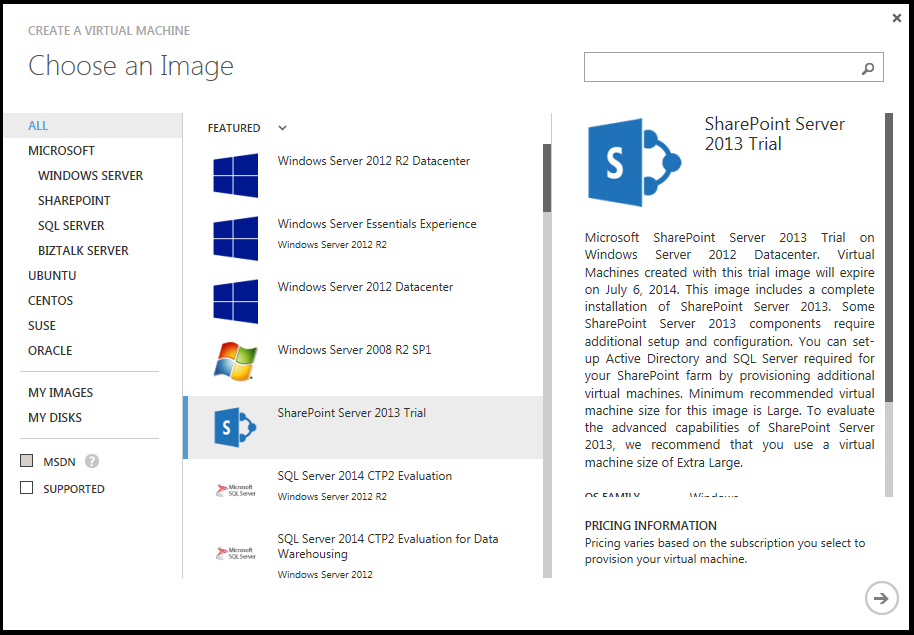 CREATE A VIRTUAL MACHINE
Choose an Image
ALL
MICROSOFT
WINDOWS SERVER
SHAREPOINT
SQL SERVER
BIZTALK SERVER
UBUNTU
CENTOS
SUSE
ORACLE
MY IMAGES
MY DISKS
MSDN ?
SUPPORTED
FEATURED
Windows Server 2012 R2 Datacenter
Windows Server Essentials Experience
Windows Server 2012 R2
Windows Server 2012 Datacenter
Windows Server 2008 R2 SP1
S
SharePoint Server 2013 Trial
Microsoft
SQL Server
SQL Server 2014 CTP2 Evaluation
Windows Server 2012 R2
Microsoft
SQL Server
SQL Server 2014 CTP2 Evaluation for Data
Warehousing
Windows Server 2012
S
SharePoint Server
2013 Trial
Microsoft SharePoint Server 2013 Trial on
Windows Server 2012 Datacenter. Virtual
Machines created with this trial image will expire
on July 6, 2014. This image includes a complete
installation of SharePoint Server 2013. Some
SharePoint Server 2013 components require
additional setup and configuration. You can set-
up Active Directory and SQL Server required for
your SharePoint farm by provisioning additional
virtual machines. Minimum recommended virtual
machine size for this image is Large. To evaluate
the advanced capabilities of SharePoint Server
2013, we recommend that you use a virtual
machine size of Extra Large.
OS FAMILY Windows
PRICING INFORMATION
Pricing varies based on the subscription you select to
provision your virtual machine.